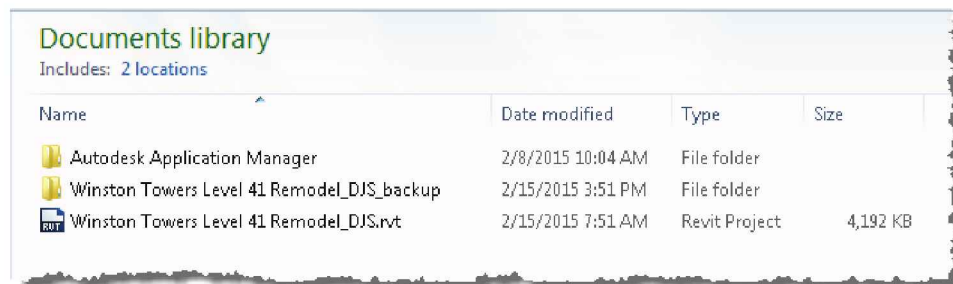 Documents library
Includes: 2 locations
Name Date modified Type Size
Autodesk Application Manager 2/8/2015 10:04 AM File folder
Winston Towers Level 41 Remodel_DJS_backup 2/15/2015 3:51 PM File folder
RVT Winston Towers Level 41 Remodel_DJS.rvt 2/15/2015 7:51 AM Revit Project 4,192 KB